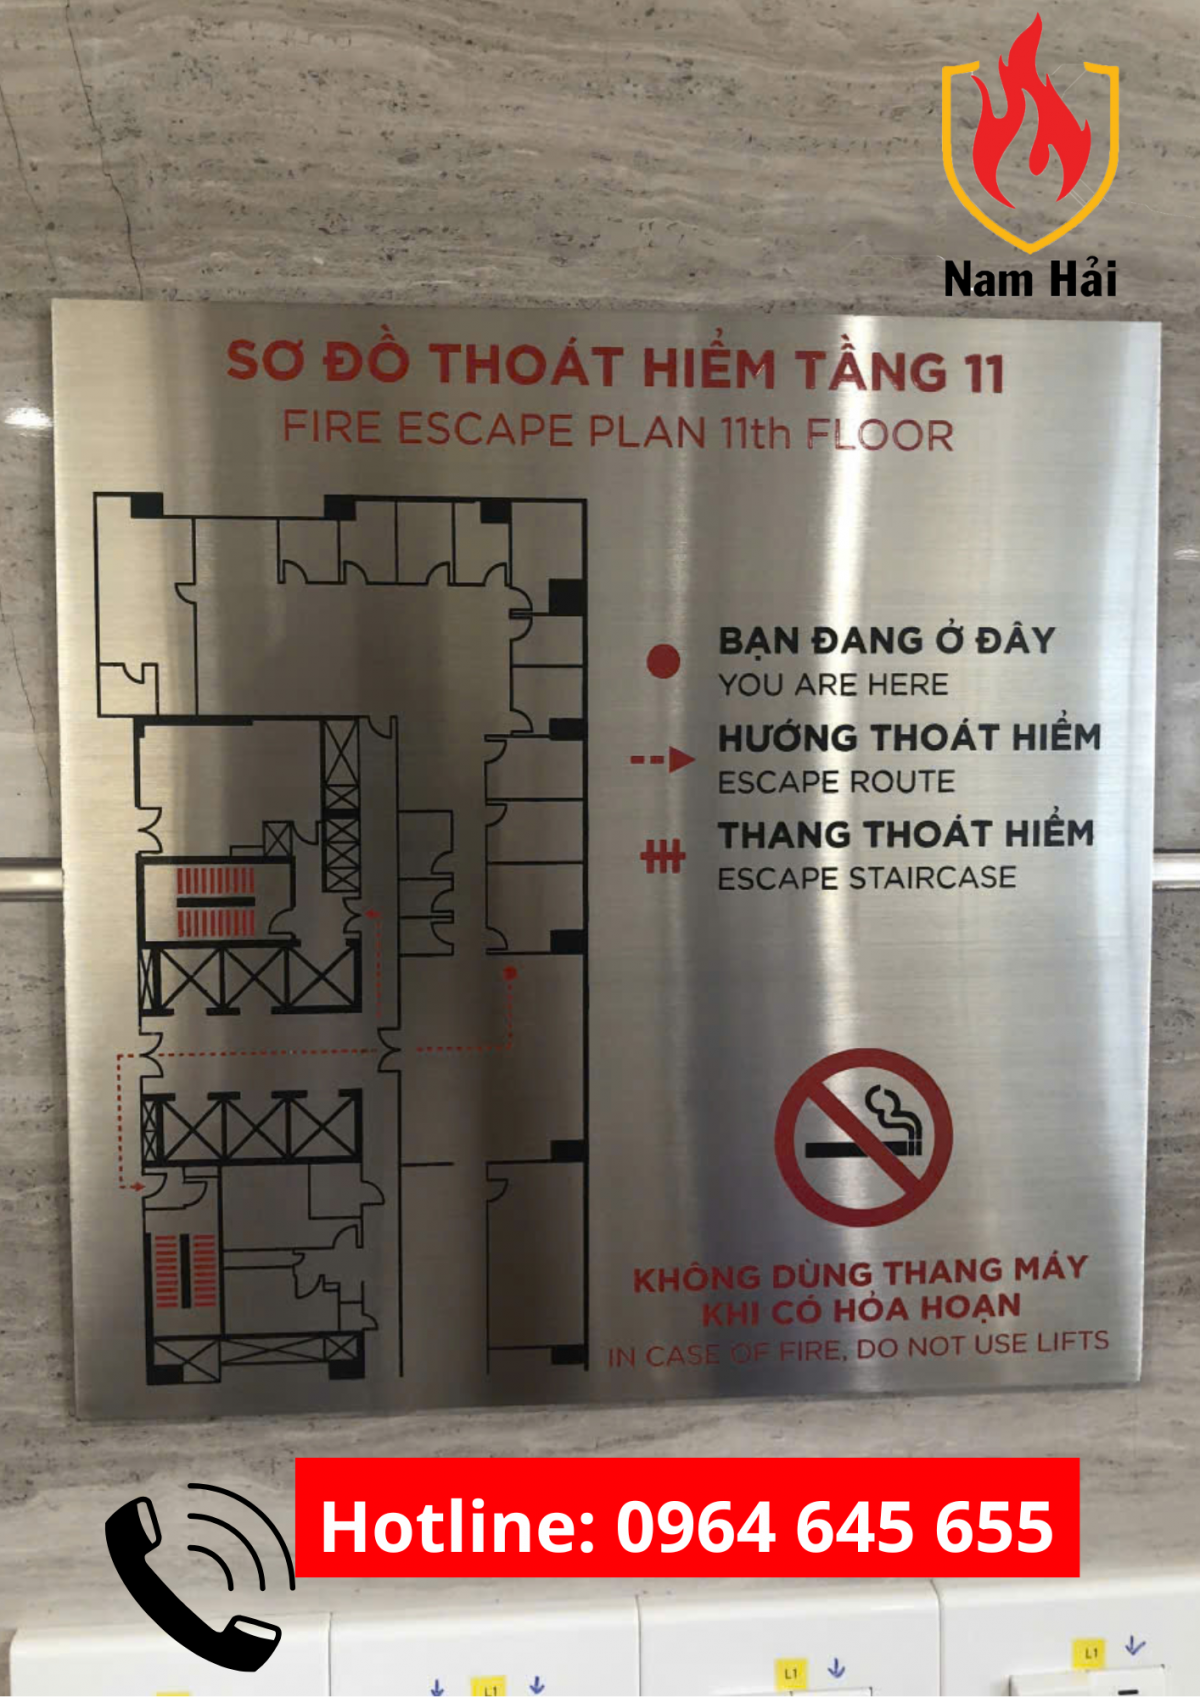 Nam Hải
SƠ ĐỒ THOÁT HIỂM TẦNG 11
FIRE ESCAPE PLAN 11th FLOOR
BẠN ĐANG Ở ĐÂY
YOU ARE HERE
HƯỚNG THOÁT HIỂM
ESCAPE ROUTE
THANG THOÁT HIỂM
ESCAPE STAIRCASE
KHÔNG DÙNG THANG MÁY
KHI CÓ HỎA HOẠN
IN CASE OF FIRE, DO NOT USE LIFTS
Hotline: 0964 645 655
L1
L1
L1